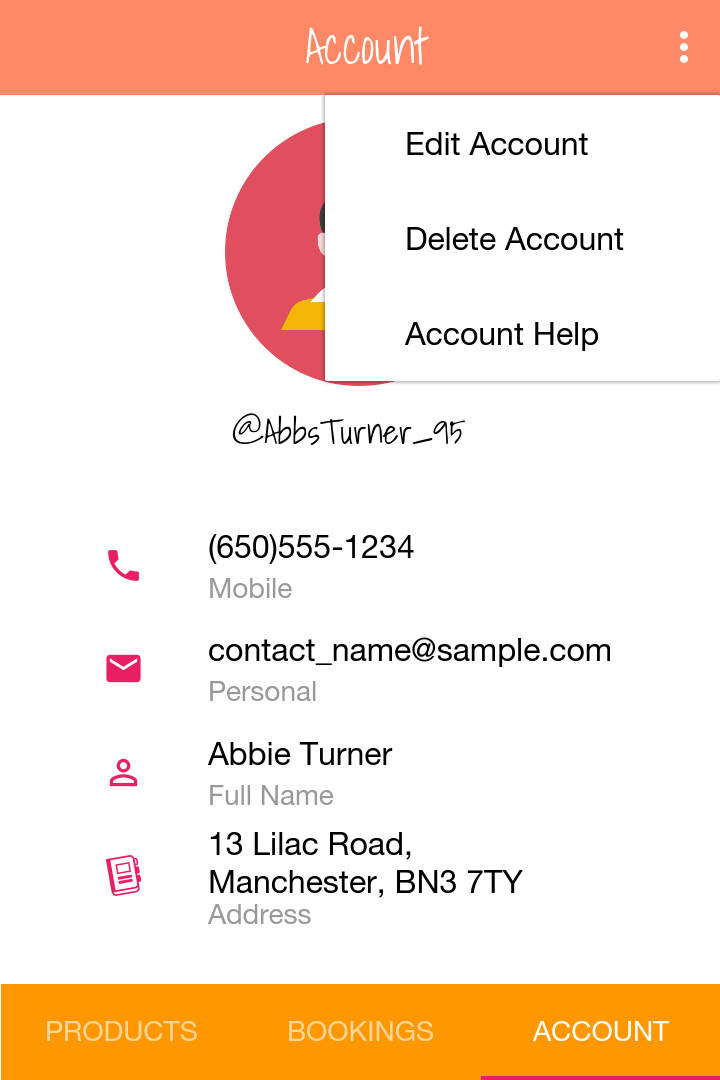 Account
Edit Account
Delete Account
Account Help
@AbbsTurner_95
(650)555-1234
Mobile
contact_name@sample.com
Personal
Abbie Turner
Full Name
13 Lilac Road,
Manchester, BN3 7TY
Address
PRODUCTS BOOKINGS ACCOUNT